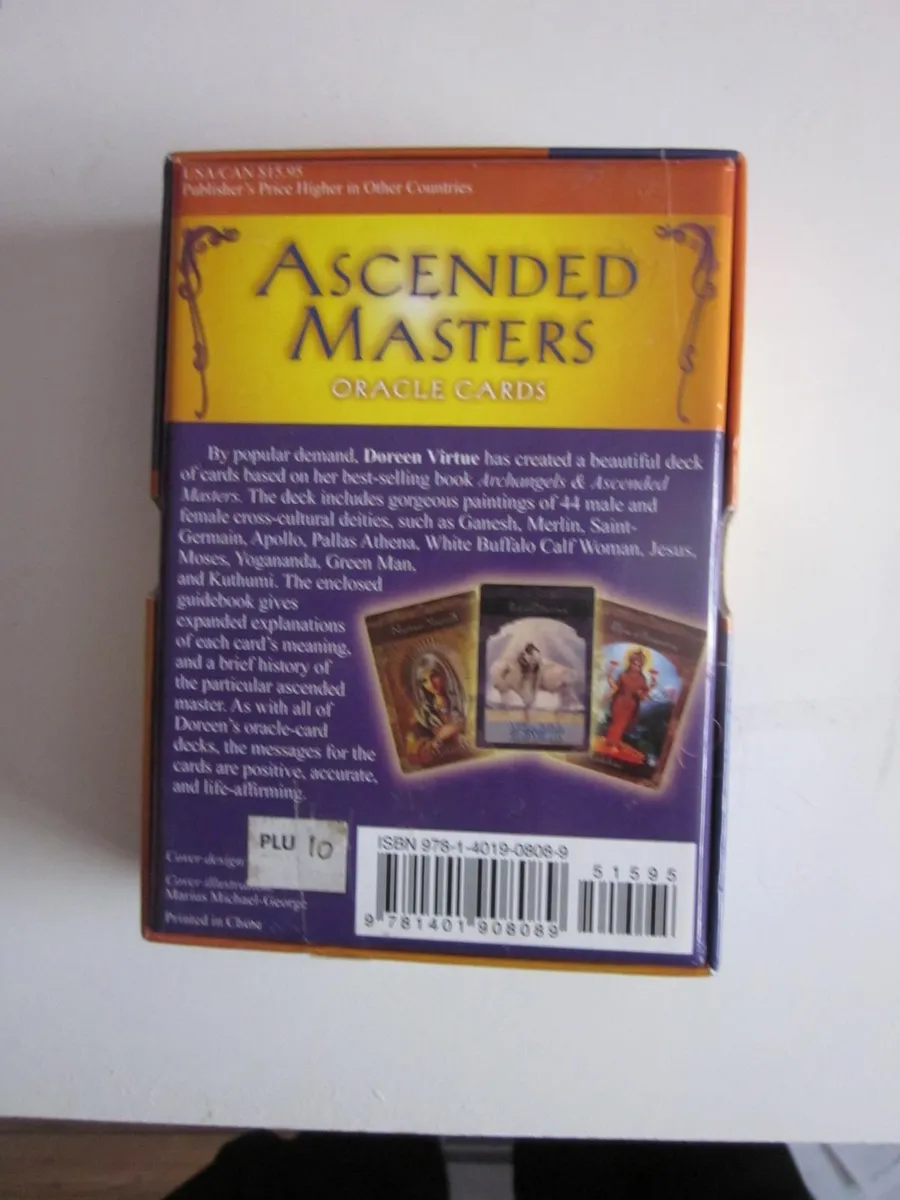 USA/CAN $15.95
Publisher's Price Higher in Other Countries
ASCENDED
MASTERS
ORACLE CARDS
By popular demand, Doreen Virtue has created a beautiful deck
of cards based on her best-selling book Archangels & Ascended
Masters. The deck includes gorgeous paintings of 44 male and
female cross-cultural deities, such as Ganesh, Merlin, Saint-
Germain, Apollo, Pallas Athena, White Buffalo Calf Woman, Jesus,
Moses, Yogananda, Green Man,
and Kuthumi. The enclosed
guidebook gives
expanded explanations
of each card's meaning,
and a brief history of
the particular ascended
master. As with all of
Doreen's oracle-card
decks, the messages for the
cards are positive, accurate,
and life-affirming.
PLU 10
Cover design
Cover illustra
Marius Michael-George
Printed in China
ISBN 978-1-4019-0808-9
51595
9 781401 908089